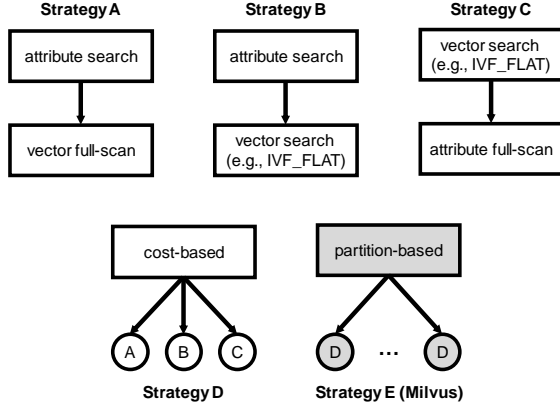 Strategy A
attribute search
vector full-scan
Strategy B
attribute search
vector search
(e.g., IVF_FLAT)
Strategy C
vector search
(e.g., IVF_FLAT)
attribute full-scan
cost-based
A B C
Strategy D
partition-based
D ... D
Strategy E (Milvus)